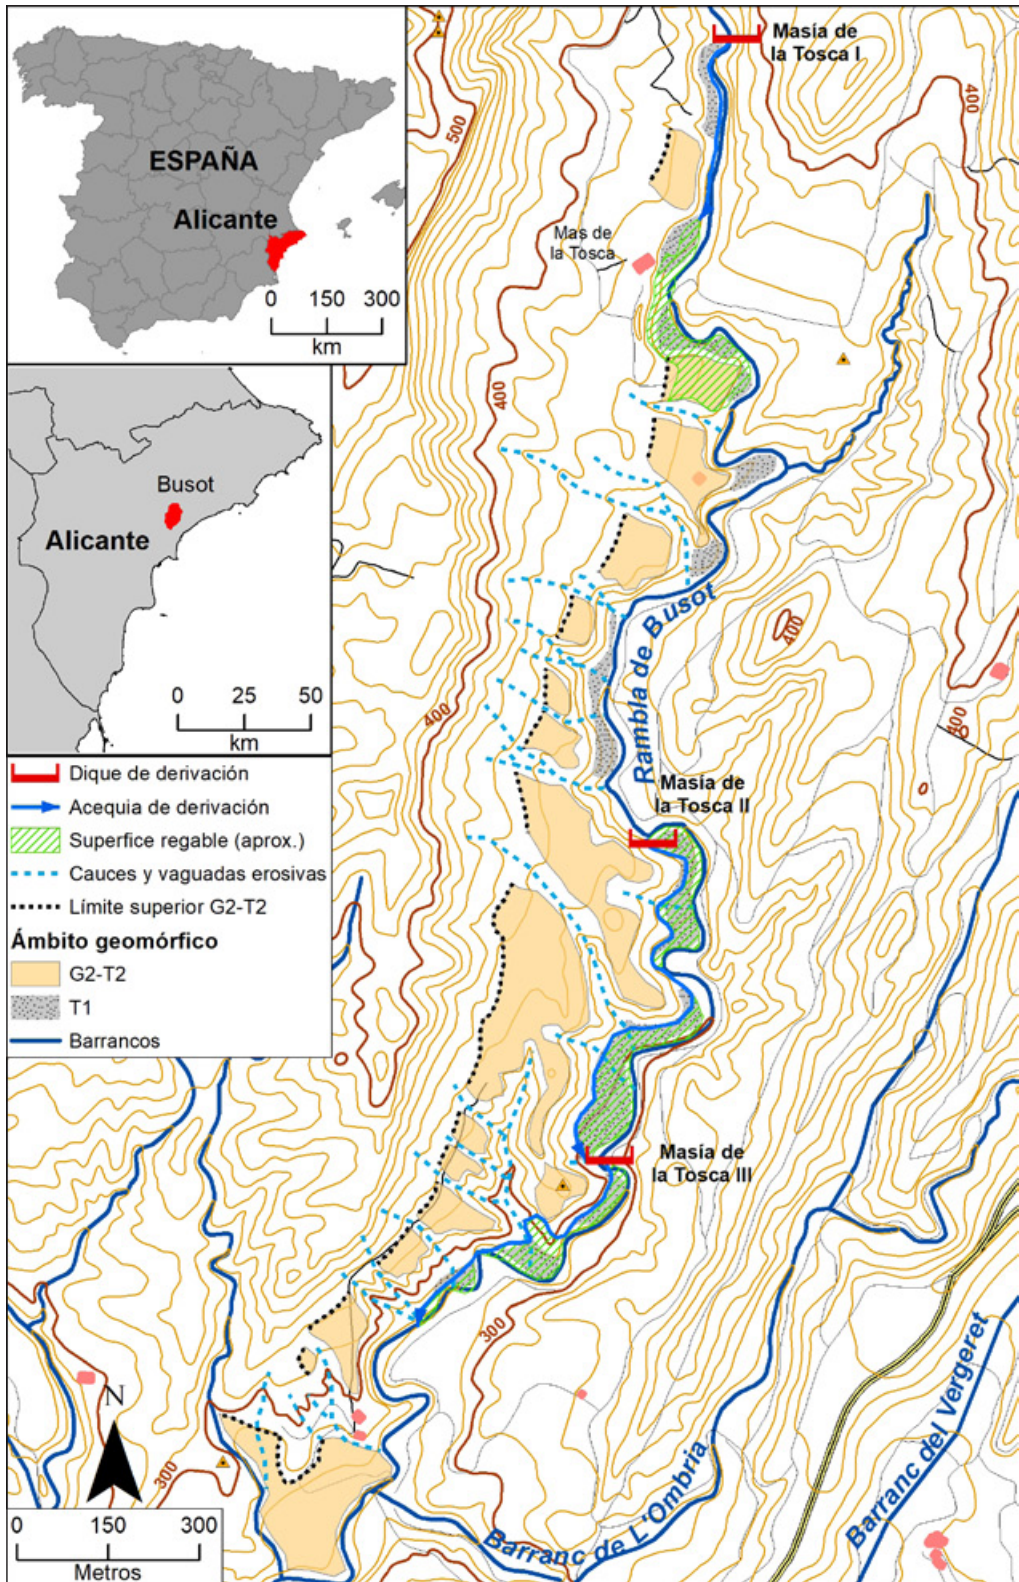 ESPAÑA
Alicante
0 150 300
km
Busot
Alicante
0 25 50
km
Dique de derivación
Acequia de derivación
Superfice regable (aprox.)
Cauces y vaguadas erosivas
Límite superior G2-T2
Ámbito geomórfico
G2-T2
T1
Barrancos
N
0 150 300
Metros
Masía de
la Tosca I
500
400
Mas de
la Tosca
400
Rambla de Busot
400
400
400
Masía de
la Tosca II
0
Masía de
la Tosca III
300
300
Barranc de L'Ombria
Barranc del Vergeret